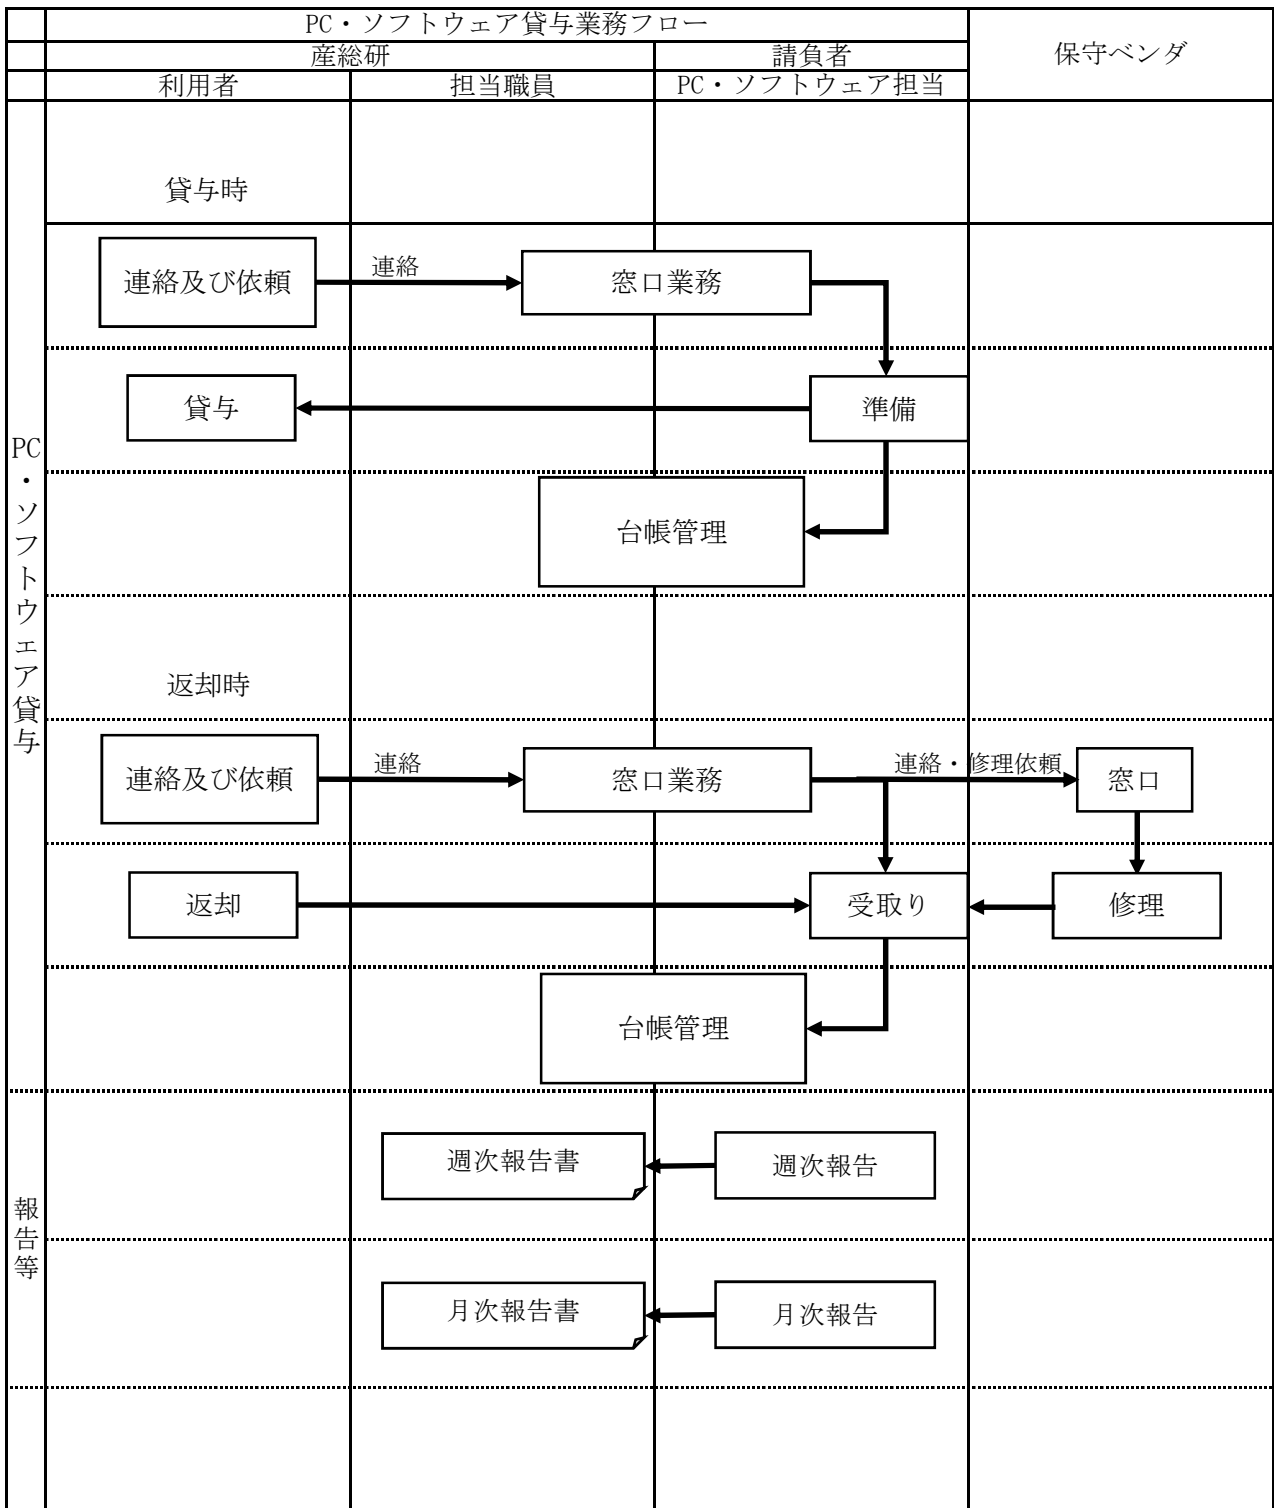 PC・ソフトウェア貸与業務フロー
保守ベンダ
産総研
請負者
利用者
担当職員
PC・ソフトウェア担当
PC・ソフトウェア貸与
貸与時
連絡及び依頼
連絡
窓口業務
貸与
準備
台帳管理
返却時
連絡及び依頼
連絡
窓口業務
連絡・修理依頼
窓口
返却
受取り
修理
台帳管理
報告等
週次報告書
週次報告
月次報告書
月次報告